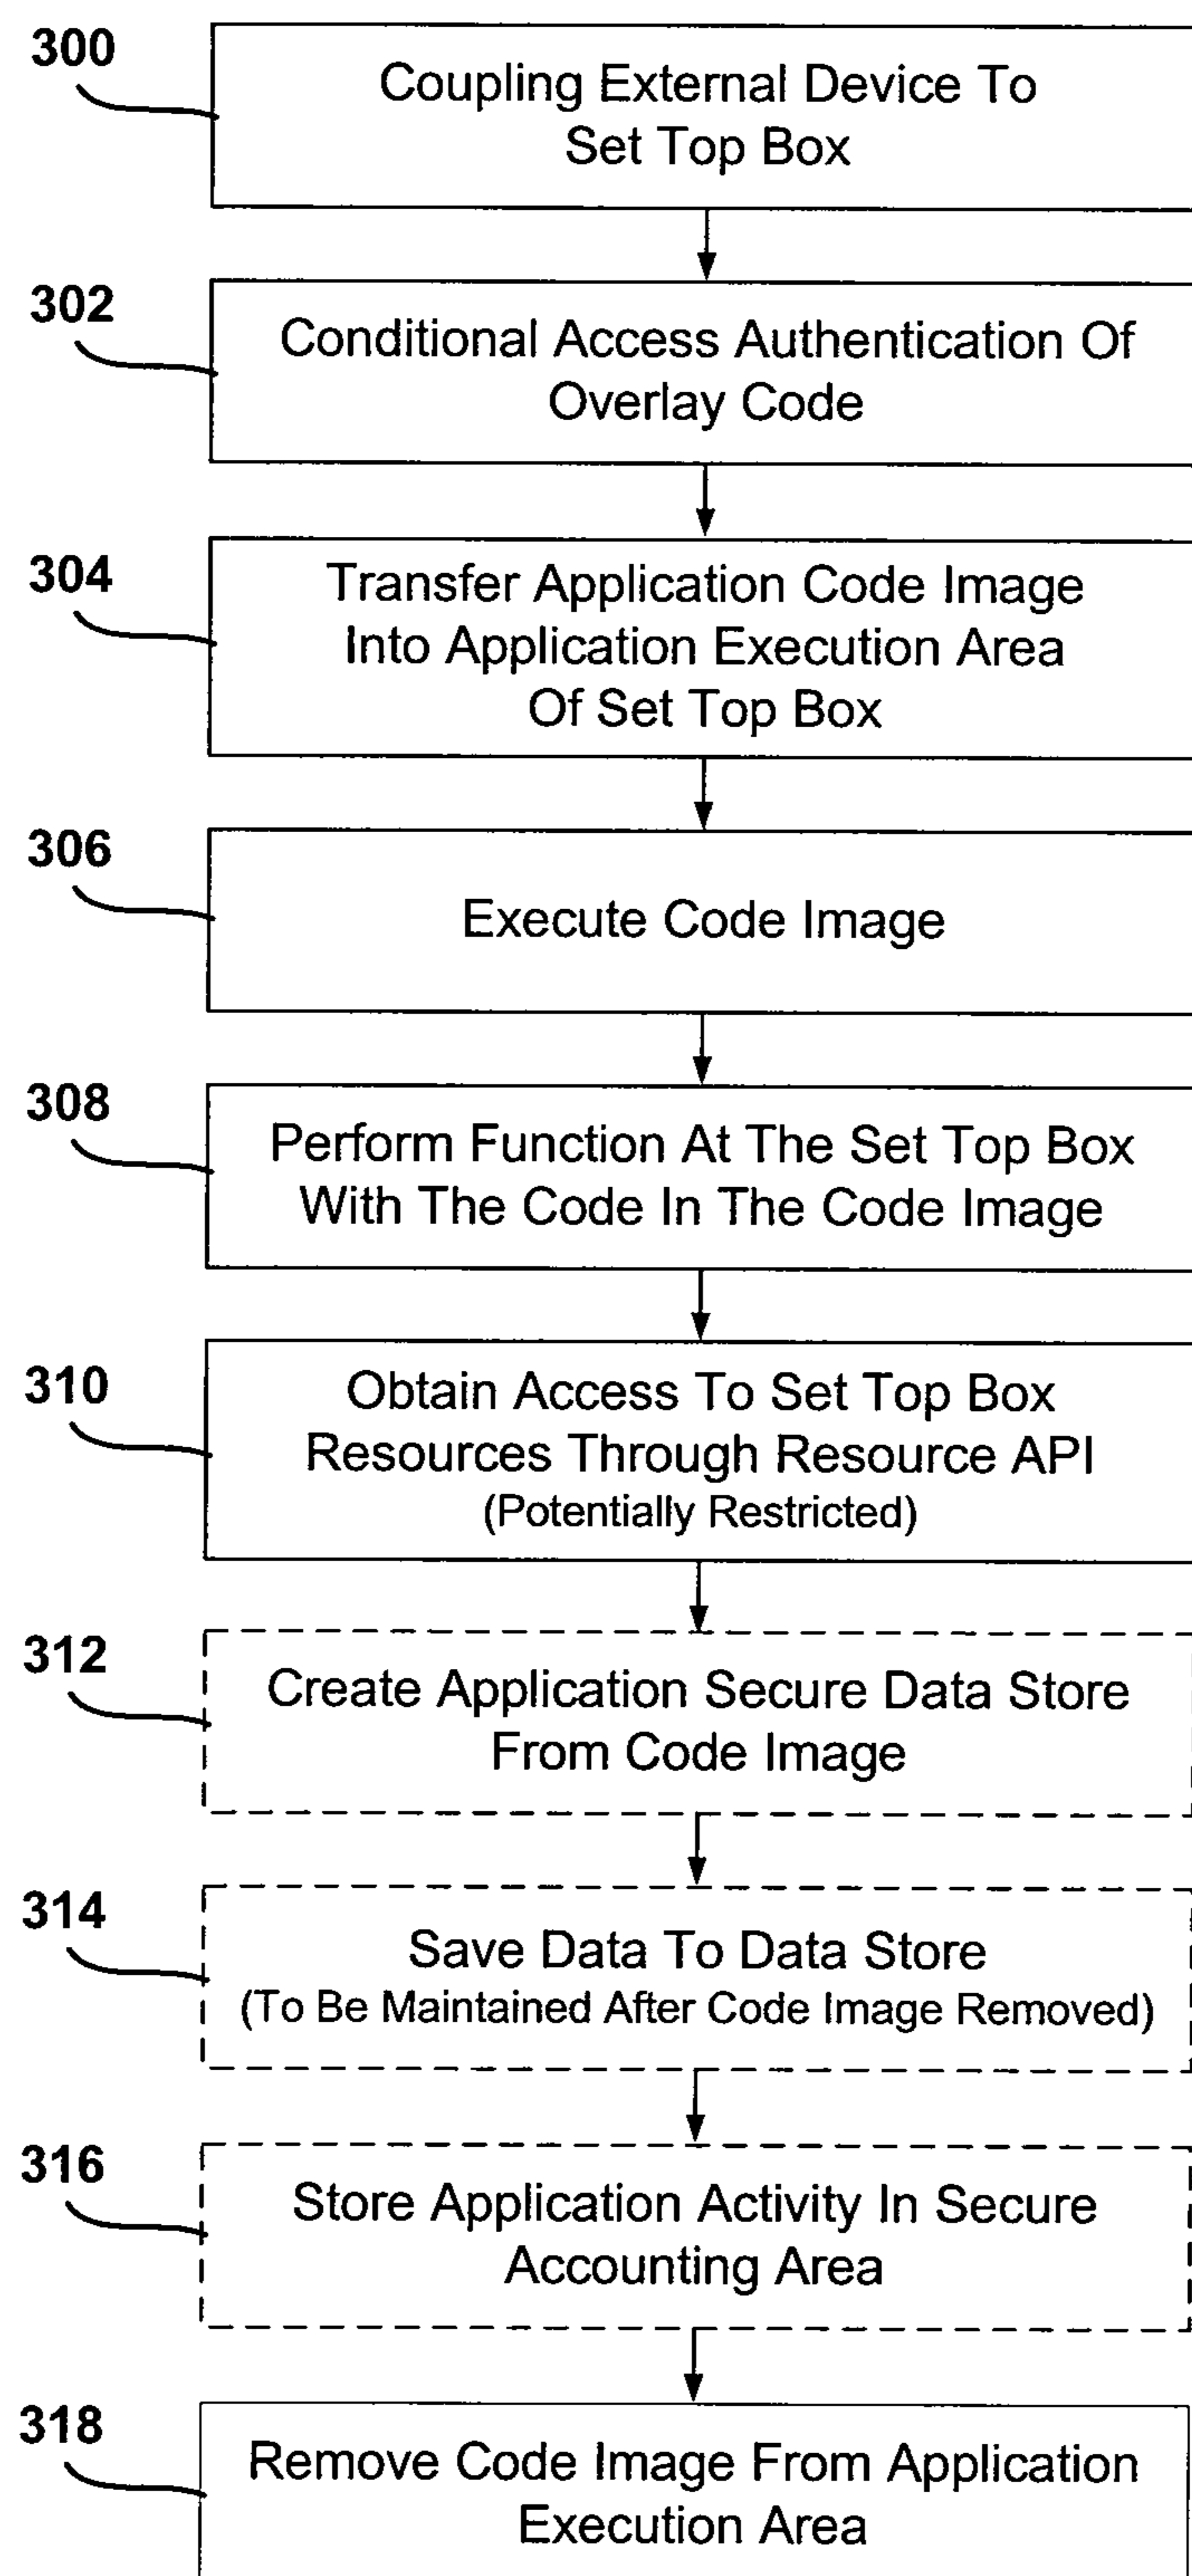 300
Coupling External Device To
Set Top Box
302
Conditional Access Authentication Of
Overlay Code
304
Transfer Application Code Image
Into Application Execution Area
Of Set Top Box
306
Execute Code Image
308
Perform Function At The Set Top Box
With The Code In The Code Image
310
Obtain Access To Set Top Box
Resources Through Resource API
(Potentially Restricted)
312
Create Application Secure Data Store
From Code Image
314
Save Data To Data Store
(To Be Maintained After Code Image Removed)
316
Store Application Activity In Secure
Accounting Area
318
Remove Code Image From Application
Execution Area